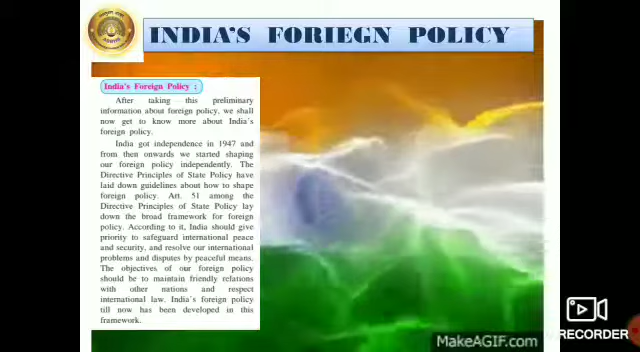 INDIA'S FORIEGN POLICY
India's Foreign Policy :
After taking this preliminary
information about foreign policy, we shall
now get to know more about India's
foreign policy.
India got independence in 1947 and
from then onwards we started shaping
our foreign policy independently. The
Directive Principles of State Policy have
laid down guidelines about how to shape
foreign policy. Art. 51 among the
Directive Principles of State Policy lay
down the broad framework for foreign
policy. According to it, India should give
priority to safeguard international peace
and security, and resolve our international
problems and disputes by peaceful means.
The objectives of our foreign policy
should be to maintain friendly relations
with other nations and respect
international law. India's foreign policy
till now has been developed in this
framework.
MakeAGIF.com
RECORDER